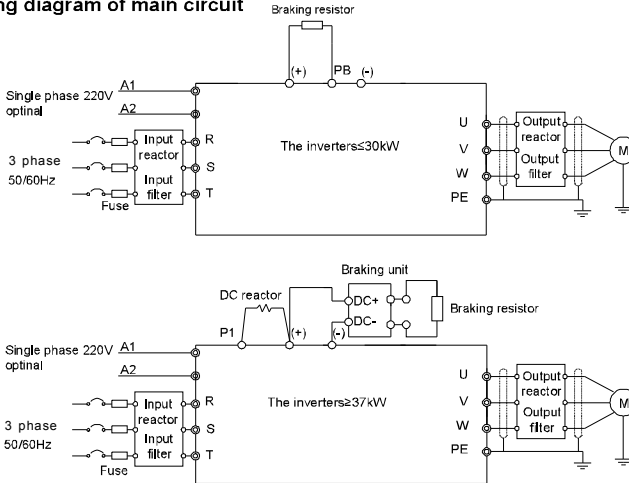 ng diagram of main circuit
Braking resistor
(+) PB (-)
A1
Single phase 220V
optinal
A2
Input
reactor
Input
filter
R
S
T
3 phase
50/60Hz
Fuse
The inverters≤30kW
U
V
W
PE
Output
reactor
Output
filter
M
Braking unit
DC reactor
DC+
DC-
Braking resistor
P1 (+) (-)
A1
Single phase 220V
optinal
A2
Input
reactor
Input
filter
R
S
T
3 phase
50/60Hz
Fuse
The inverters≥37kW
U
V
W
PE
Output
reactor
Output
filter
M